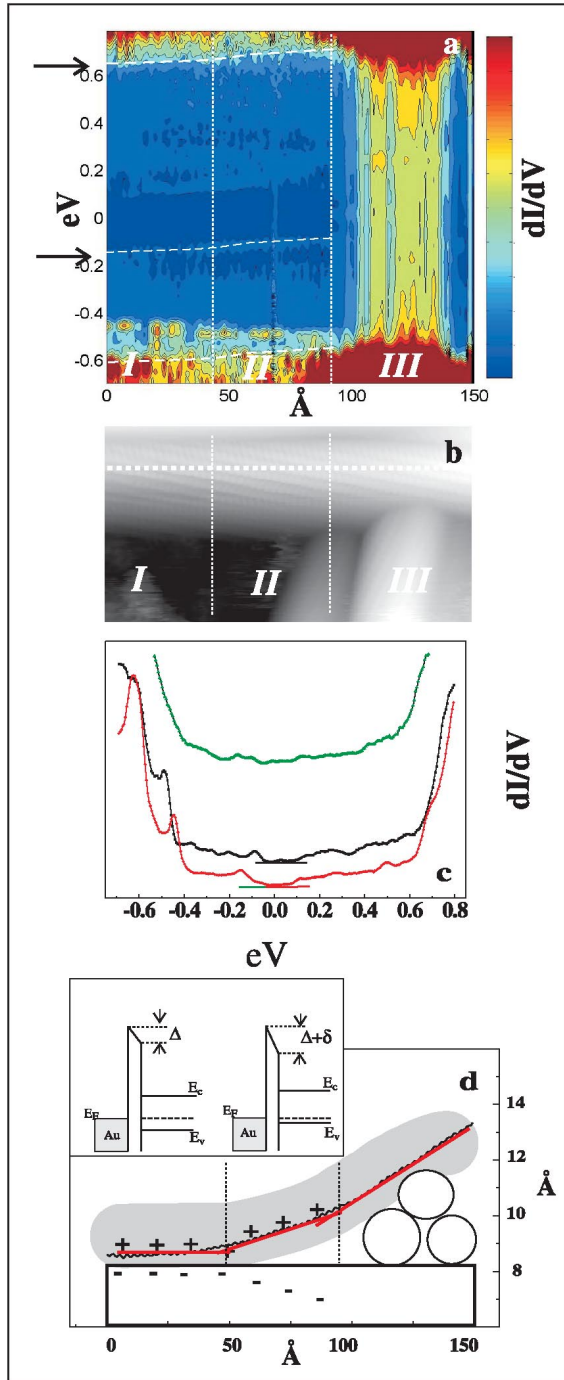 a
0.6
0.4
0.2
0
-0.2
-0.4
-0.6
eV
I II III
0 50 100 150
Å
dI/dV
b
I II III
dI/dV
c
-0.6 -0.4 -0.2 0.0 0.2 0.4 0.6 0.8
eV
d
Δ
Δ+δ
E_F
Au
E_c
E_v
E_F
Au
E_c
E_v
14
12
10
8
Å
+ + + + + + +
- - - - - - -
0 50 100 150
Å